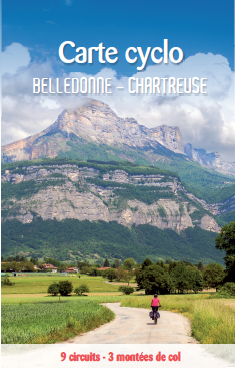 Carte cyclo
BELLEDONNE - CHARTREUSE
9 circuits - 3 montées de col